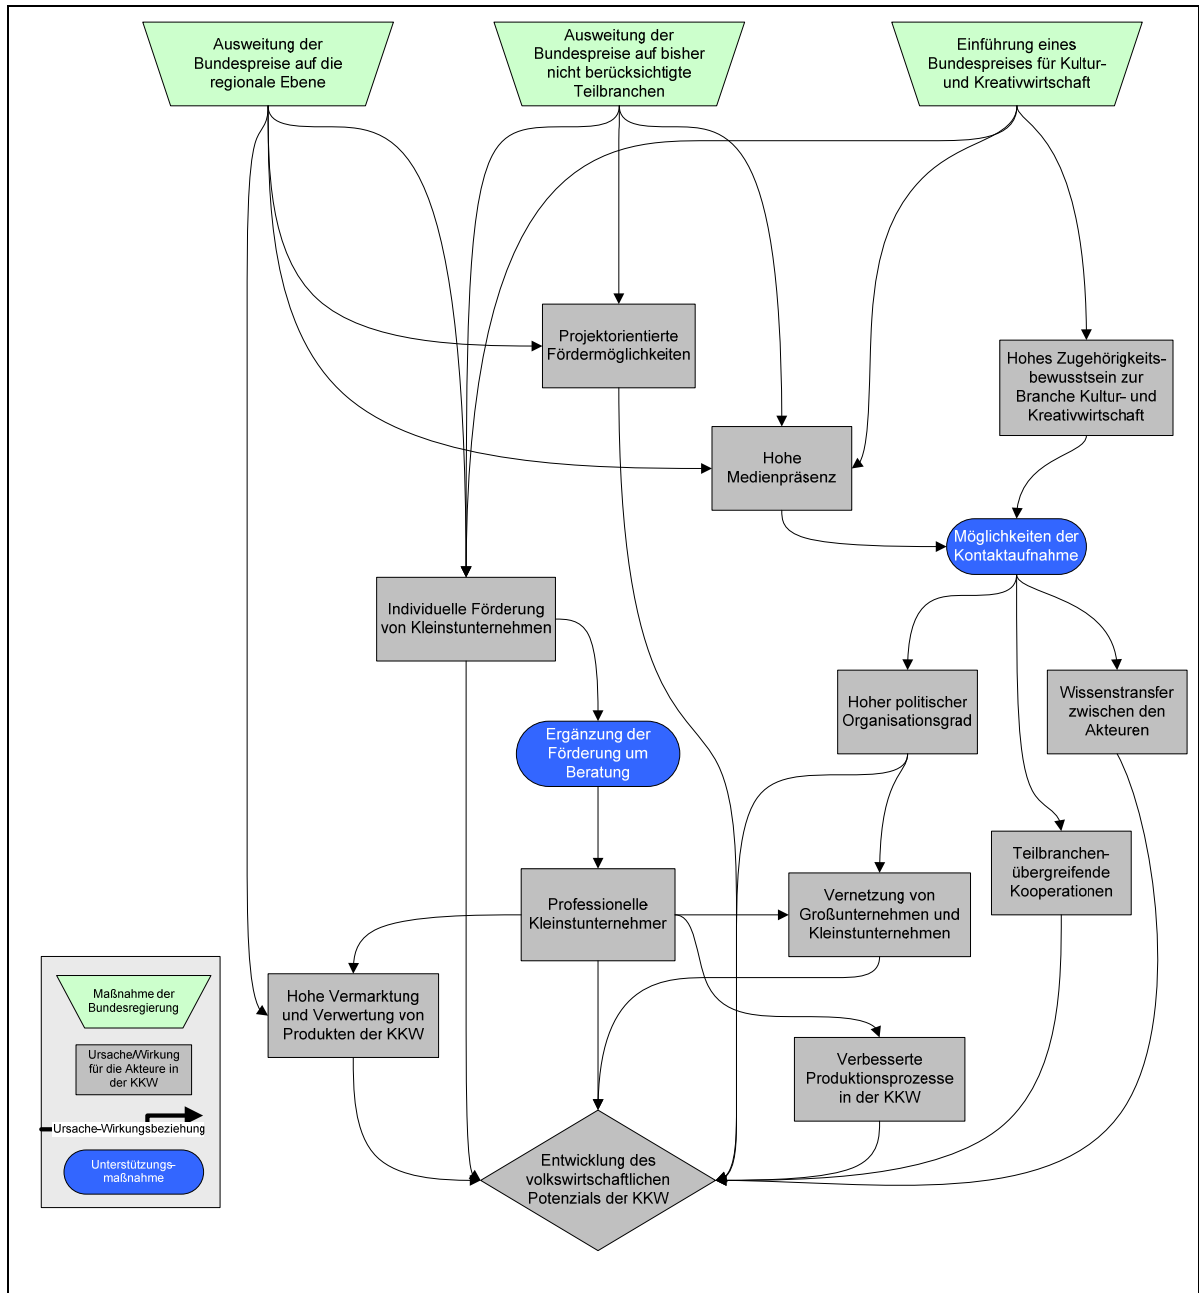 Ausweitung der
Bundespreise auf die
regionale Ebene
Ausweitung der
Bundespreise auf bisher
nicht berücksichtigte
Teilbranchen
Einführung eines
Bundespreises für Kultur-
und Kreativwirtschaft
Projektorientierte
Fördermöglichkeiten
Hohes Zugehörigkeits-
bewusstsein zur
Branche Kultur- und
Kreativwirtschaft
Hohe
Medienpräsenz
Möglichkeiten der
Kontaktaufnahme
Individuelle Förderung
von Kleinstunternehmen
Hoher politischer
Organisationsgrad
Wissenstransfer
zwischen den
Akteuren
Ergänzung der
Förderung um
Beratung
Teilbranchen-
übergreifende
Kooperationen
Professionelle
Kleinstunternehmer
Vernetzung von
Großunternehmen und
Kleinstunternehmen
Hohe Vermarktung
und Verwertung von
Produkten der KKW
Verbesserte
Produktionsprozesse
in der KKW
Entwicklung des
volkswirtschaftlichen
Potenzials der KKW
Maßnahme der
Bundesregierung
Ursache/Wirkung
für die Akteure in
der KKW
Ursache-Wirkungsbeziehung
Unterstützungs-
maßnahme